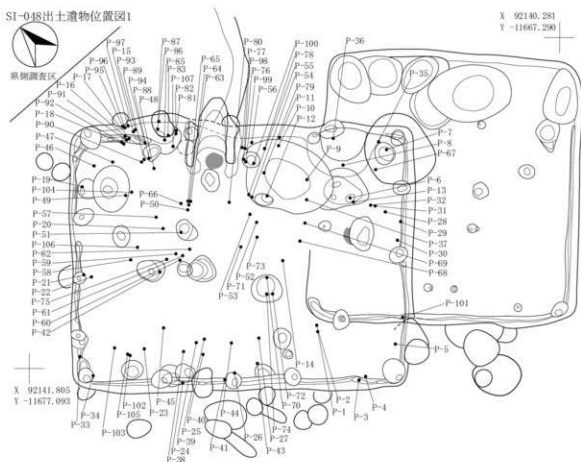 SI-048出土遺物位置図1
X 92140.281
Y -11667.290
県側調査区
P-97
P-15
P-93
P-96
P-95
P-17
P-89
P-94
P-88
P-48
P-16
P-91
P-92
P-18
P-90
P-47
P-46
P-87
P-86
P-85
P-83
P-107
P-82
P-81
P-65
P-64
P-63
P-80
P-77
P-98
P-76
P-99
P-56
P-100
P-78
P-55
P-54
P-79
P-11
P-10
P-12
P-36
P-35
P-9
P-7
P-8
P-67
P-6
P-13
P-32
P-31
P-28
P-29
P-37
P-30
P-69
P-68
P-19
P-104
P-49
P-57
P-20
P-51
P-106
P-62
P-59
P-58
P-21
P-22
P-75
P-61
P-60
P-42
P-66
P-50
P-73
P-52
P-71
P-53
P-101
P-5
P-14
P-72
P-70
P-2
P-1
P-4
P-3
X 92141.805
Y -11677.093
P-34
P-33
P-102
P-105
P-103
P-45
P-23
P-40
P-25
P-39
P-24
P-38
P-44
P-41
P-26
P-74
P-27
P-43